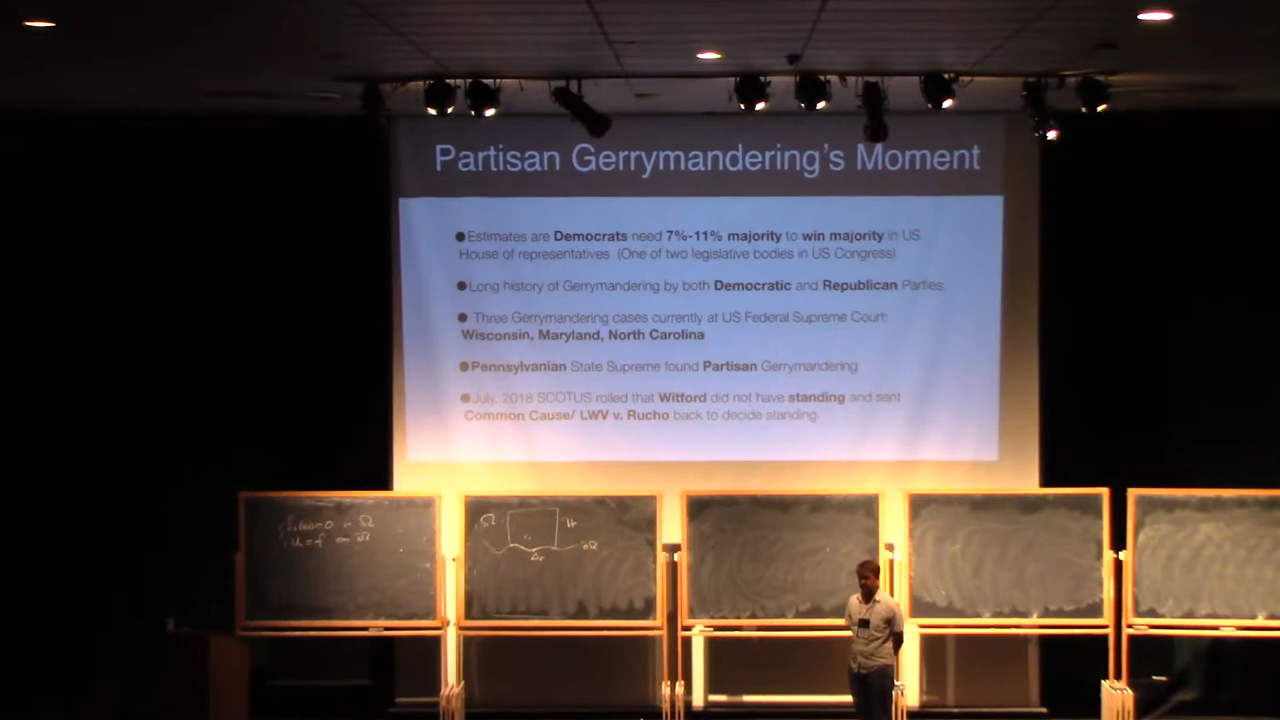 Partisan Gerrymandering's Moment
●Estimates are Democrats need 7%-11% majority to win majority in US
House of representatives (One of two legislative bodies in US Congress)
●Long history of Gerrymandering by both Democratic and Republican Parties.
● Three Gerrymandering cases currently at US Federal Supreme Court:
Wisconsin, Maryland, North Carolina
●Pennsylvanian State Supreme found Partisan Gerrymandering
●July, 2018 SCOTUS rolled that Witford did not have standing and sent
Common Cause/ LWV v. Rucho back to decide standing.